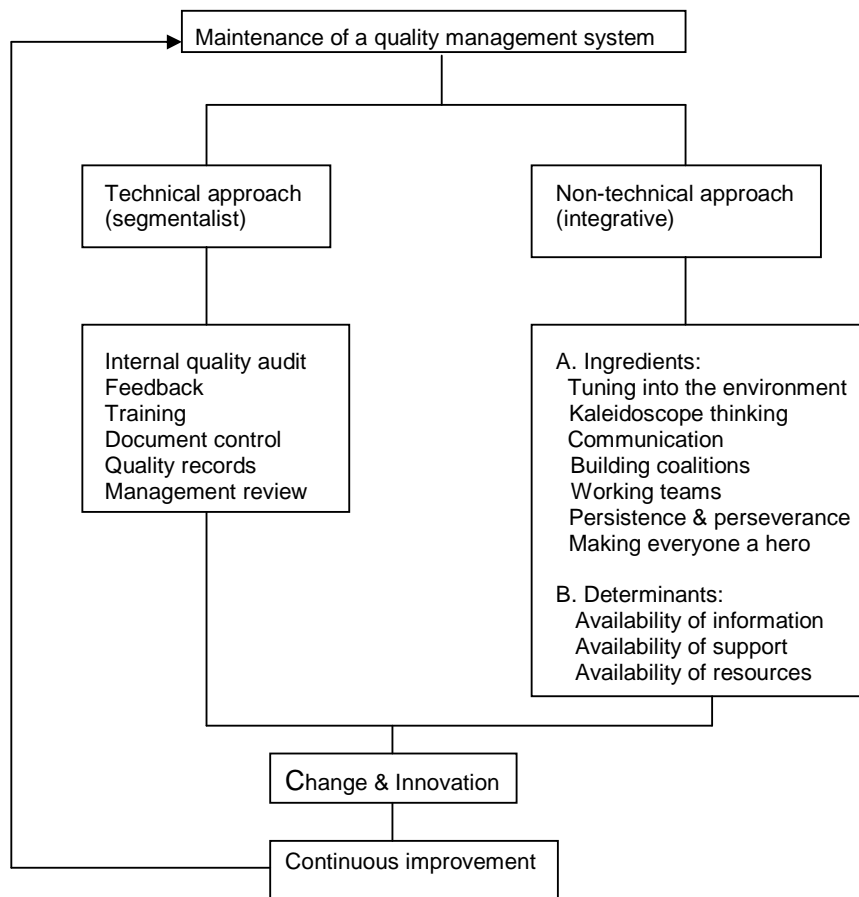 Maintenance of a quality management system
Technical approach
(segmentalist)
Non-technical approach
(integrative)
Internal quality audit
Feedback
Training
Document control
Quality records
Management review
A. Ingredients:
Tuning into the environment
Kaleidoscope thinking
Communication
Building coalitions
Working teams
Persistence & perseverance
Making everyone a hero
B. Determinants:
Availability of information
Availability of support
Availability of resources
Change & Innovation
Continuous improvement